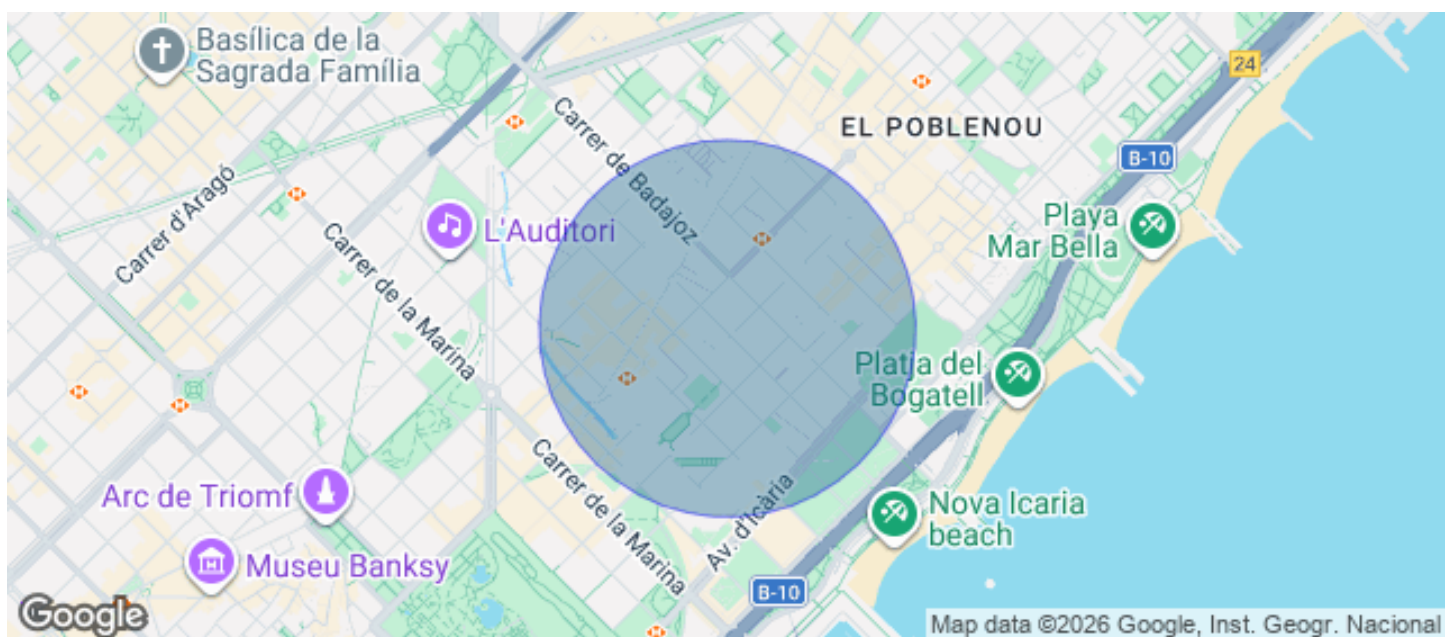 Basílica de la
Sagrada Família
24
Carrer de Badajoz
EL POBLENOU
B-10
Carrer d'Aragó
L'Auditori
Playa
Mar Bella
Carrer de la Marina
Platja del
Bogatell
Arc de Triomf
Carrer de la Marina
Av. d'Icària
Nova Icaria
beach
Museu Banksy
B-10
Google
Map data ©2026 Google, Inst. Geogr. Nacional